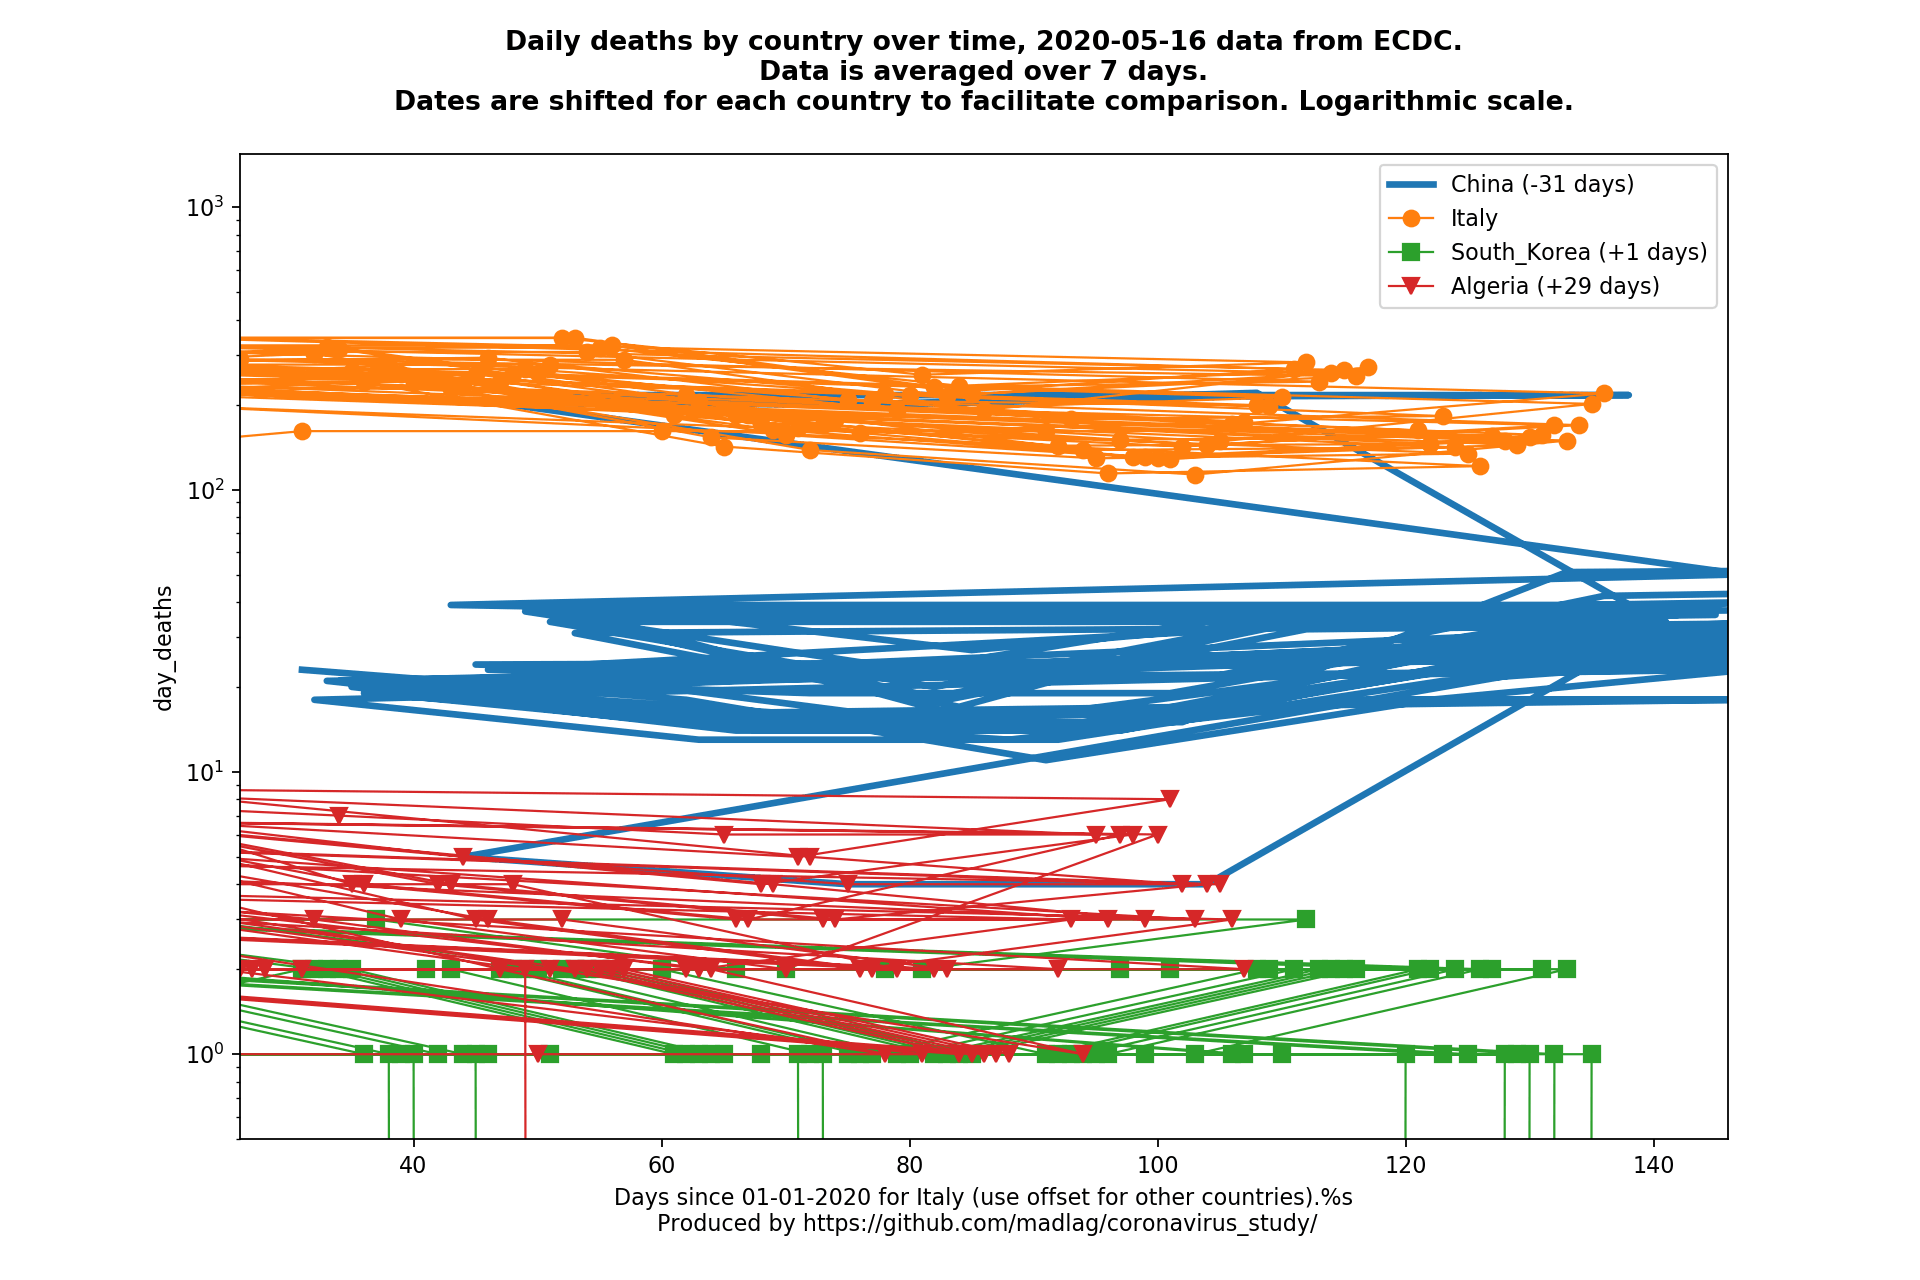 Daily deaths by country over time, 2020-05-16 data from ECDC.
Data is averaged over 7 days.
Dates are shifted for each country to facilitate comparison. Logarithmic scale.
China (-31 days)
Italy
South_Korea (+1 days)
Algeria (+29 days)
10³
10²
10¹
10⁰
day_deaths
40 60 80 100 120 140
Days since 01-01-2020 for Italy (use offset for other countries).%s
Produced by https://github.com/madlag/coronavirus_study/